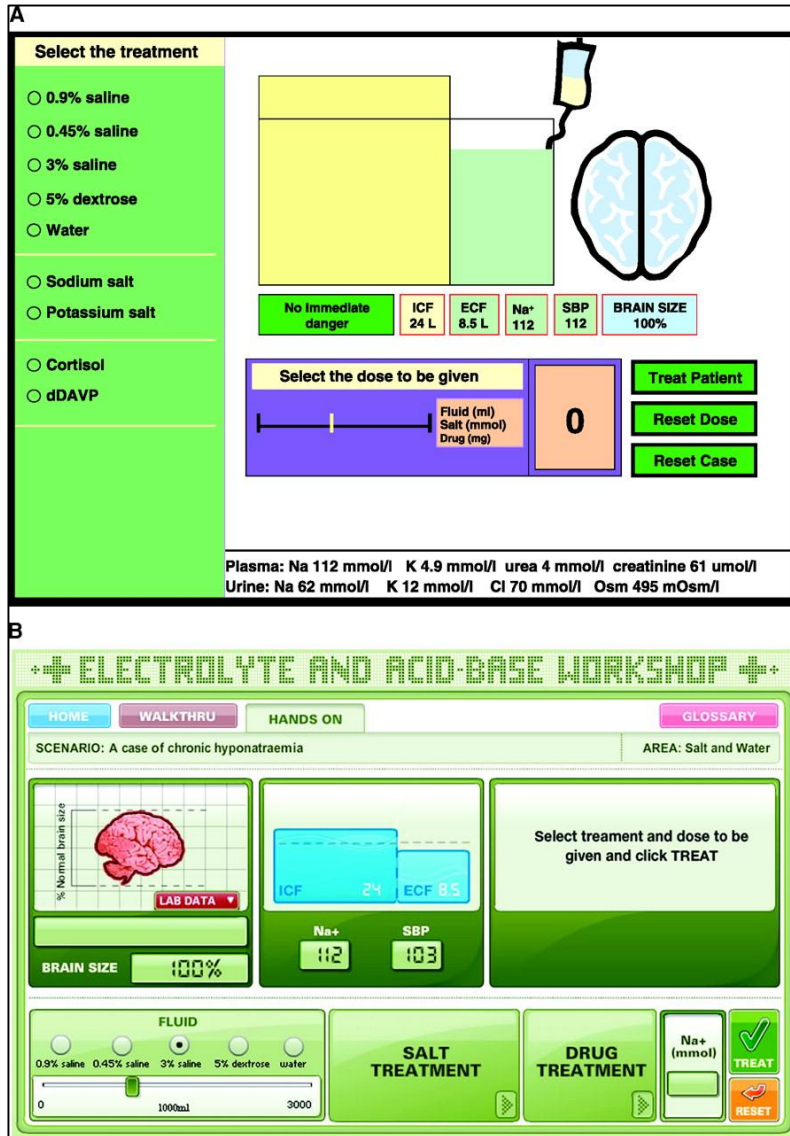 A
Select the treatment
0.9% saline
0.45% saline
3% saline
5% dextrose
Water
Sodium salt
Potassium salt
Cortisol
dDAVP
No Immediate
danger
ICF
24 L
ECF
8.5 L
Na+
112
SBP
112
BRAIN SIZE
100%
Select the dose to be given
Fluid (ml)
Salt (mmol)
Drug (mg)
0
Treat Patient
Reset Dose
Reset Case
Plasma: Na 112 mmol/l K 4.9 mmol/l urea 4 mmol/l creatinine 61 umol/l
Urine: Na 62 mmol/l K 12 mmol/l Cl 70 mmol/l Osm 495 mOsm/l
B
ELECTROLYTE AND ACID-BASE WORKSHOP
HOME
WALKTHRU
HANDS ON
GLOSSARY
SCENARIO: A case of chronic hyponatraemia
AREA: Salt and Water
% Normal brain size
LAB DATA
BRAIN SIZE
100%
ICF
24
ECF
8.5
Na+
112
SBP
103
Select treament and dose to be
given and click TREAT
FLUID
0.9% saline
0.45% saline
3% saline
5% dextrose
water
0
1000ml
3000
SALT
TREATMENT
DRUG
TREATMENT
Na+
(mmol)
TREAT
RESET